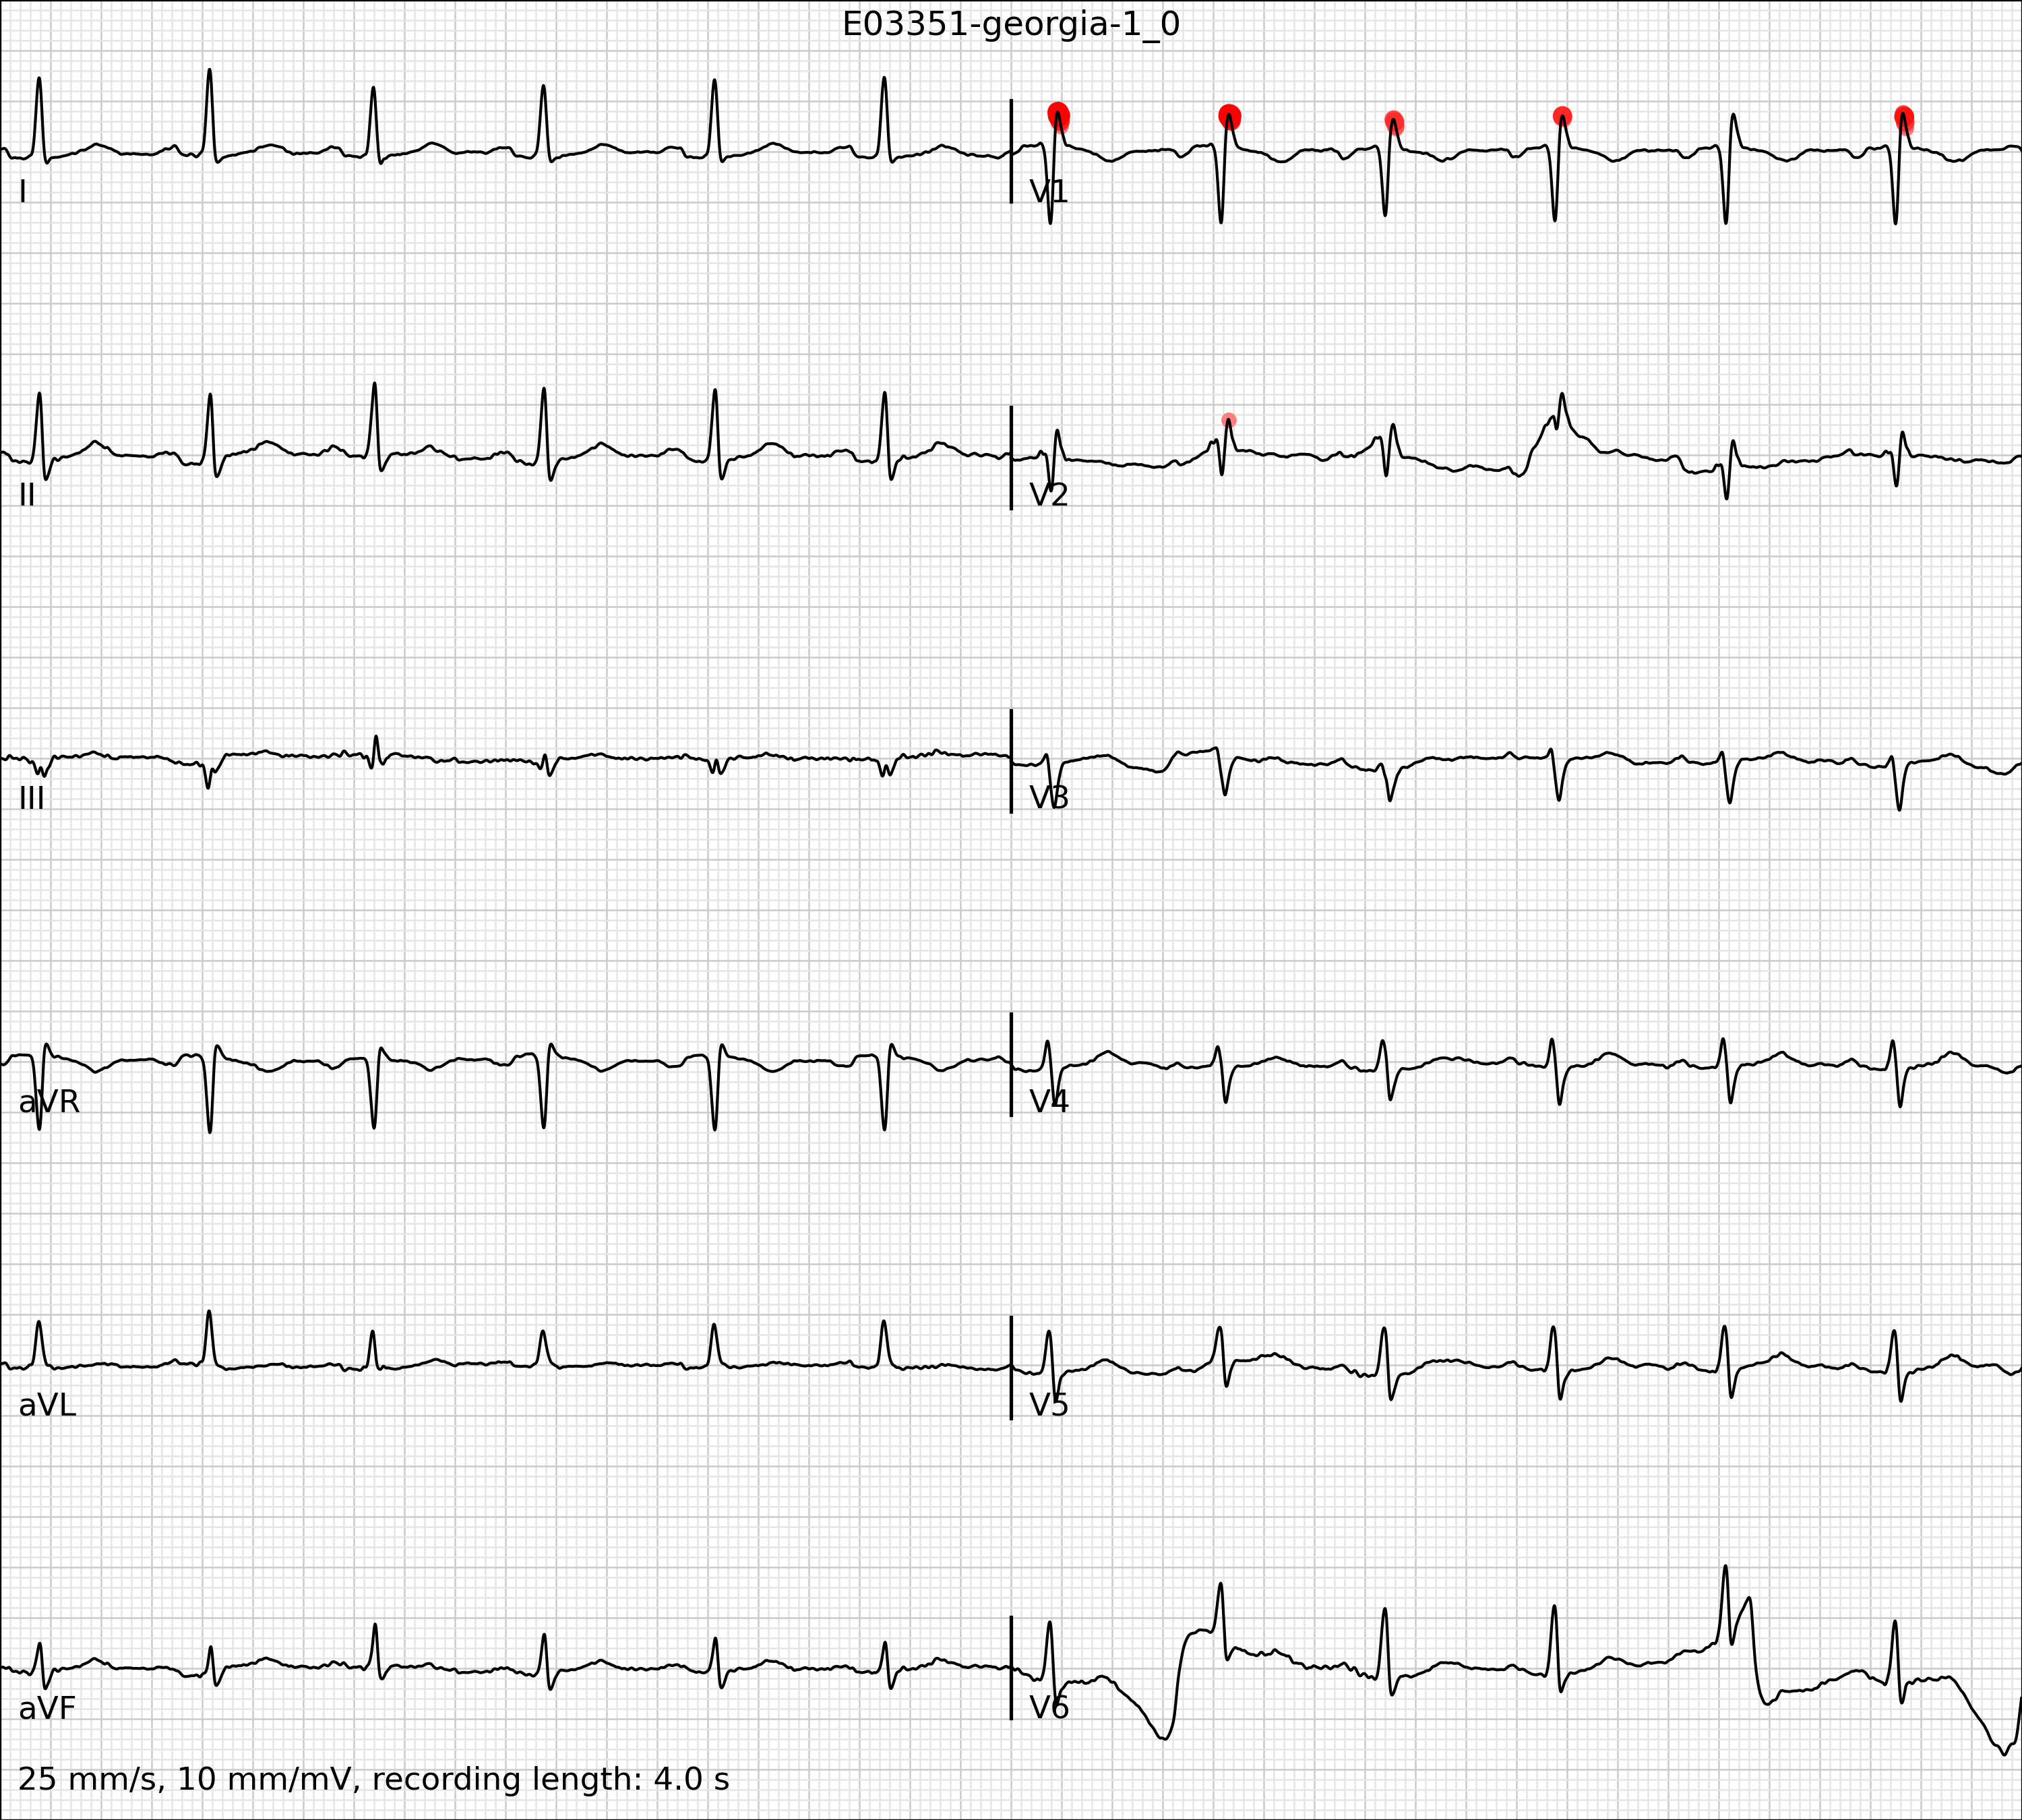 E03351-georgia-1_0
I
V1
II
V2
III
V3
aVR
V4
aVL
V5
aVF
V6
25 mm/s, 10 mm/mV, recording length: 4.0 s